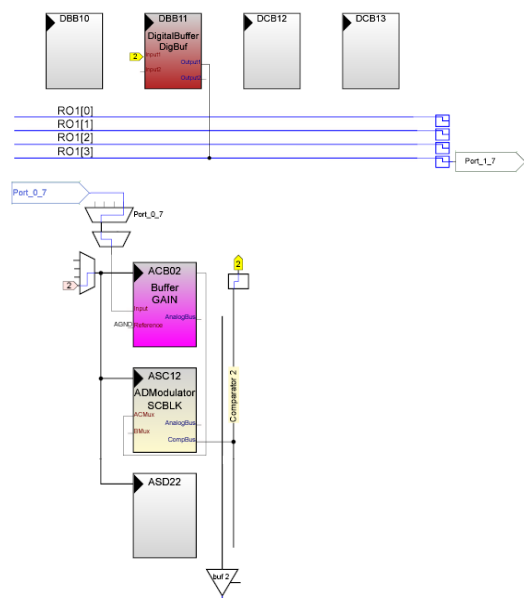 DBB10
DBB11
DCB12
DCB13
DigitalBuffer
DigBuf
2
Input1
Output1
Input2
Output2
RO1[0]
RO1[1]
RO1[2]
RO1[3]
Port_1_7
Port_0_7
Port_0_7
2
2
ACB02
Buffer
GAIN
Input
AnalogBus
AGND
Reference
ASC12
ADModulator
SCBLK
ACMux
AnalogBus
BMux
CompBus
Comparator 2
ASD22
buf 2